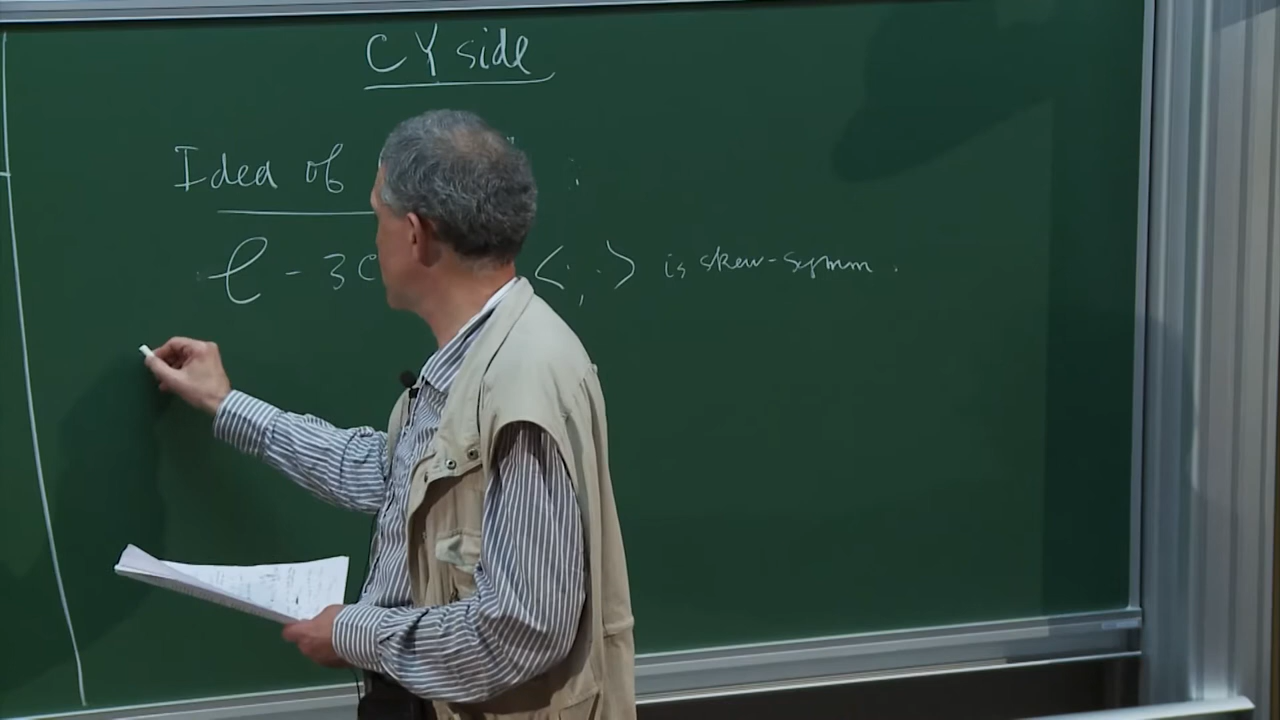 CY side
Idea of
ℓ - 3C < . , . > is skew-symm .